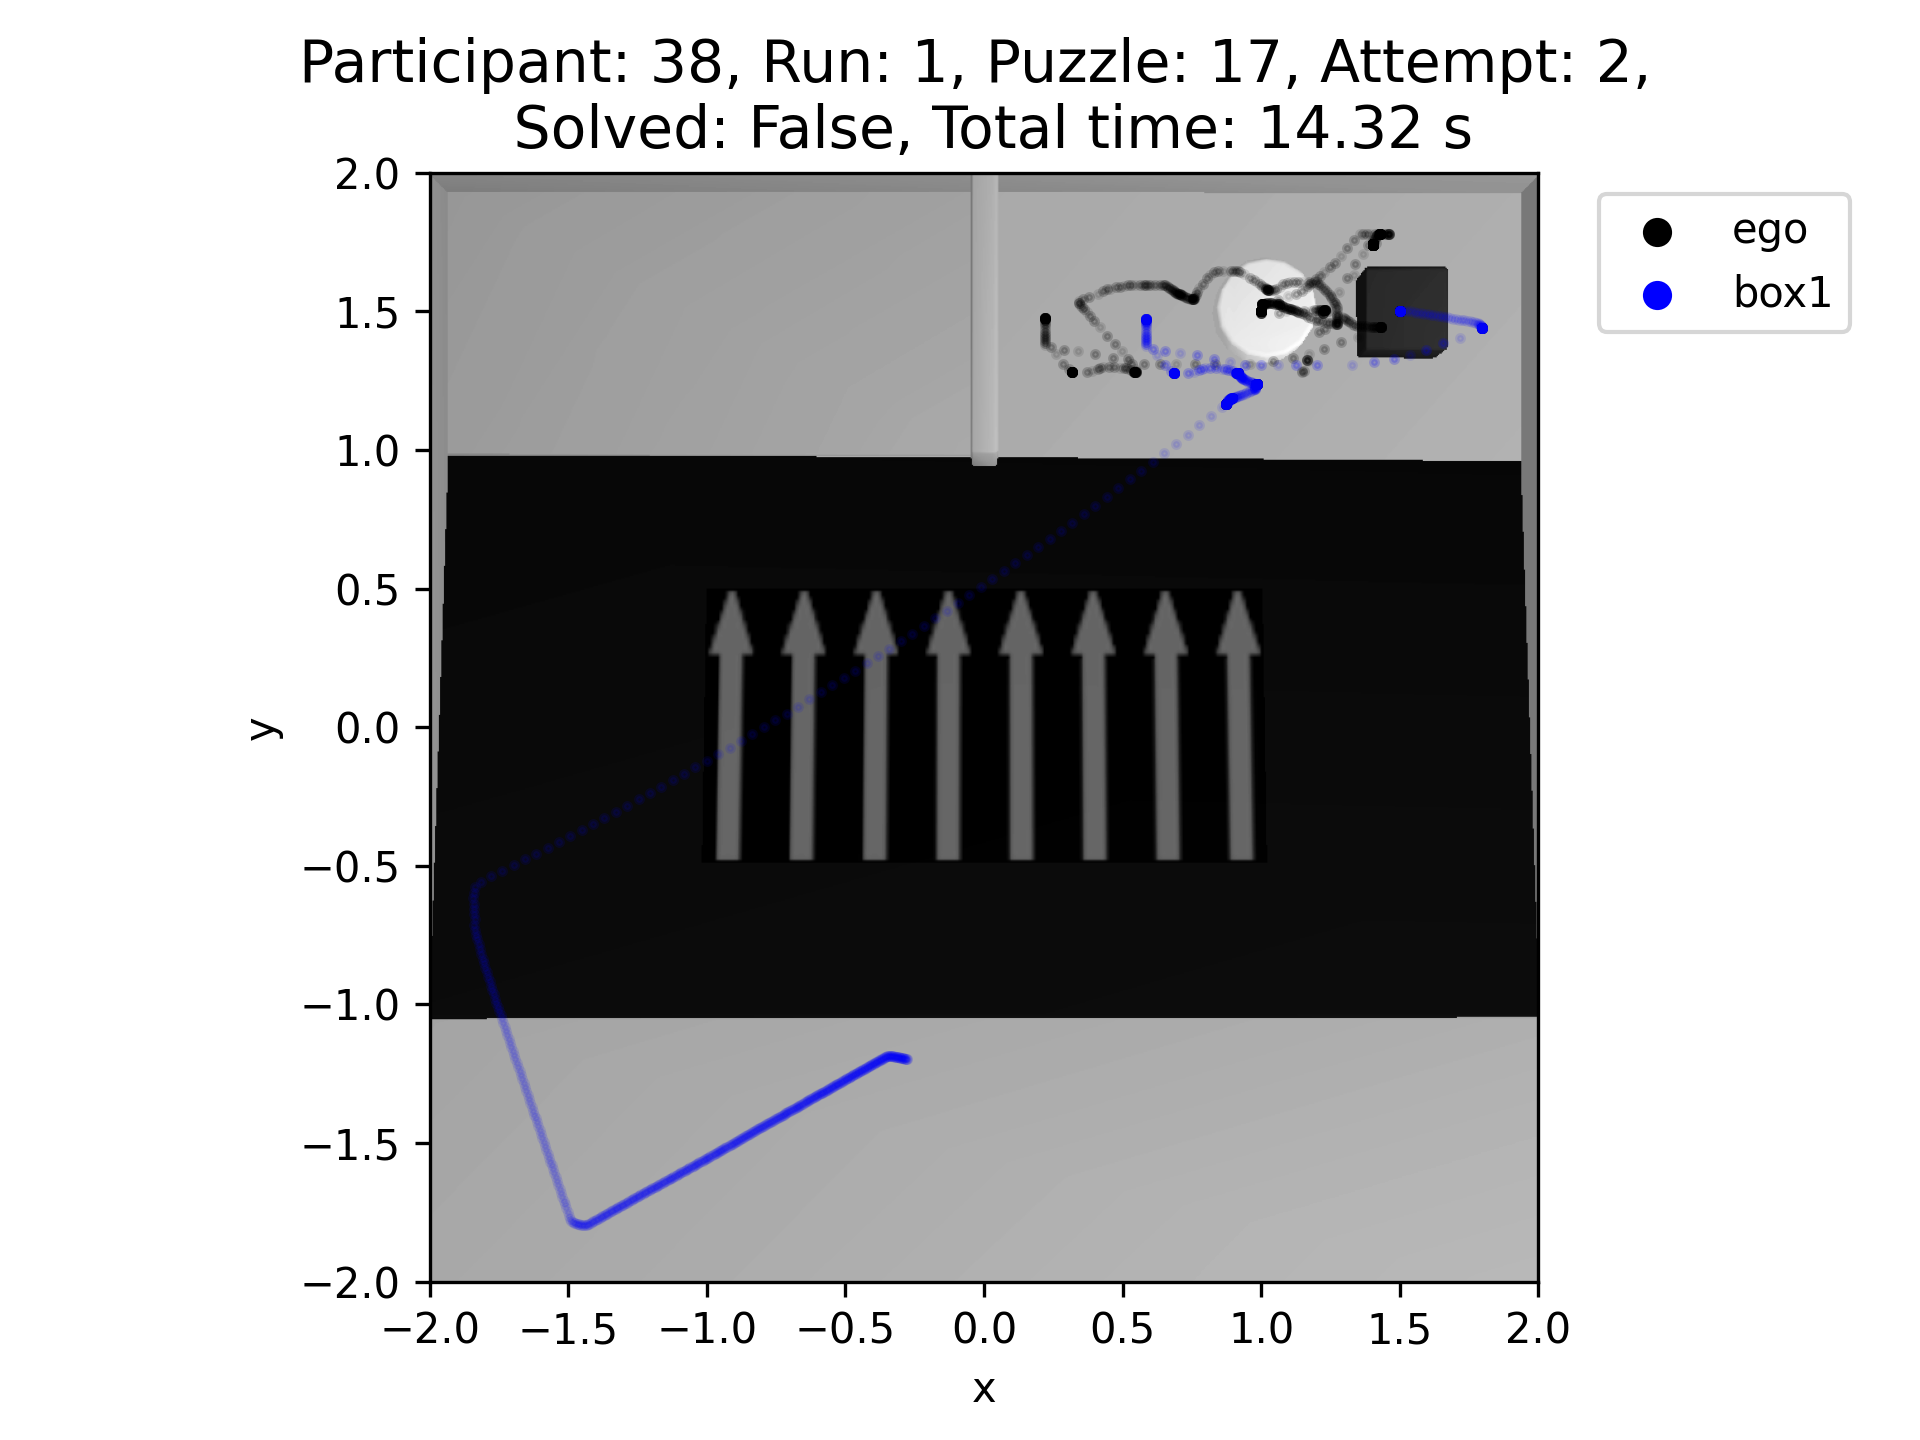 Participant: 38, Run: 1, Puzzle: 17, Attempt: 2,
Solved: False, Total time: 14.32 s
ego
box1
2.0
1.5
1.0
0.5
0.0
−0.5
−1.0
−1.5
−2.0
y
−2.0 −1.5 −1.0 −0.5 0.0 0.5 1.0 1.5 2.0
x